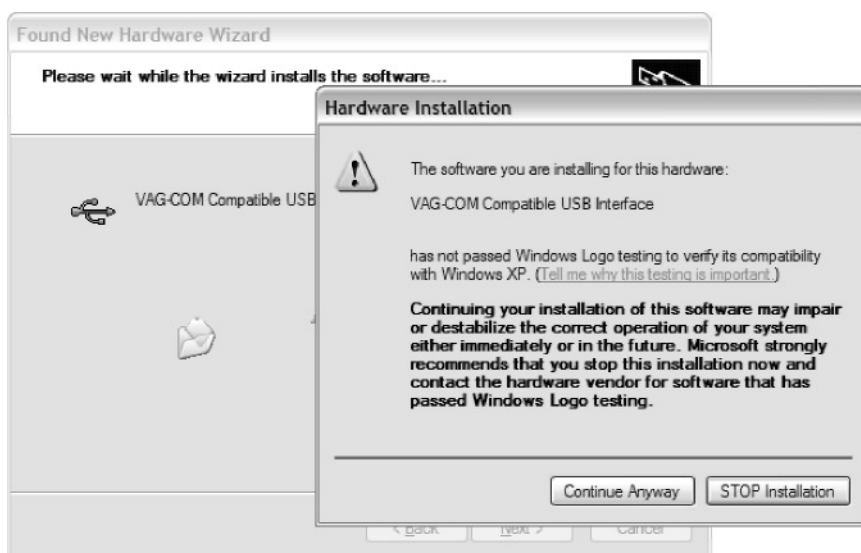 Found New Hardware Wizard
Please wait while the wizard installs the software...
VAG-COM Compatible USB
Hardware Installation
The software you are installing for this hardware:
VAG-COM Compatible USB Interface
has not passed Windows Logo testing to verify its compatibility
with Windows XP. (Tell me why this testing is important.)
Continuing your installation of this software may impair
or destabilize the correct operation of your system
either immediately or in the future. Microsoft strongly
recommends that you stop this installation now and
contact the hardware vendor for software that has
passed Windows Logo testing.
Continue Anyway STOP Installation
< Back Next > Cancel